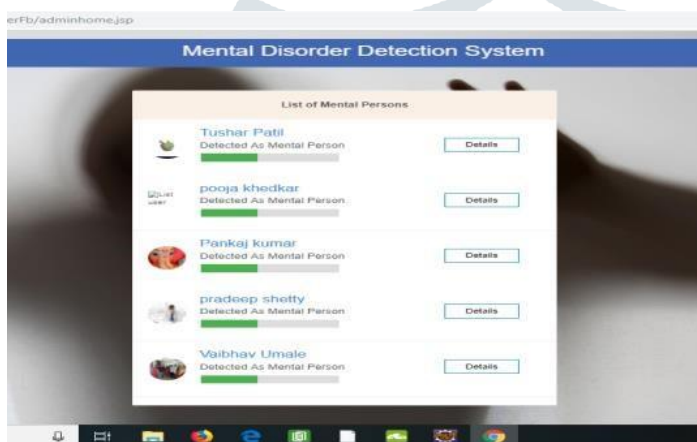 erFb/adminhome.jsp
Mental Disorder Detection System
List of Mental Persons
Tushar Patil
Detected As Mental Person
Details
pooja khedkar
Detected As Mental Person
Details
List
user
Pankaj kumar
Detected As Mental Person
Details
pradeep shetty
Detected As Mental Person
Details
Vaibhav Umale
Detected As Mental Person
Details